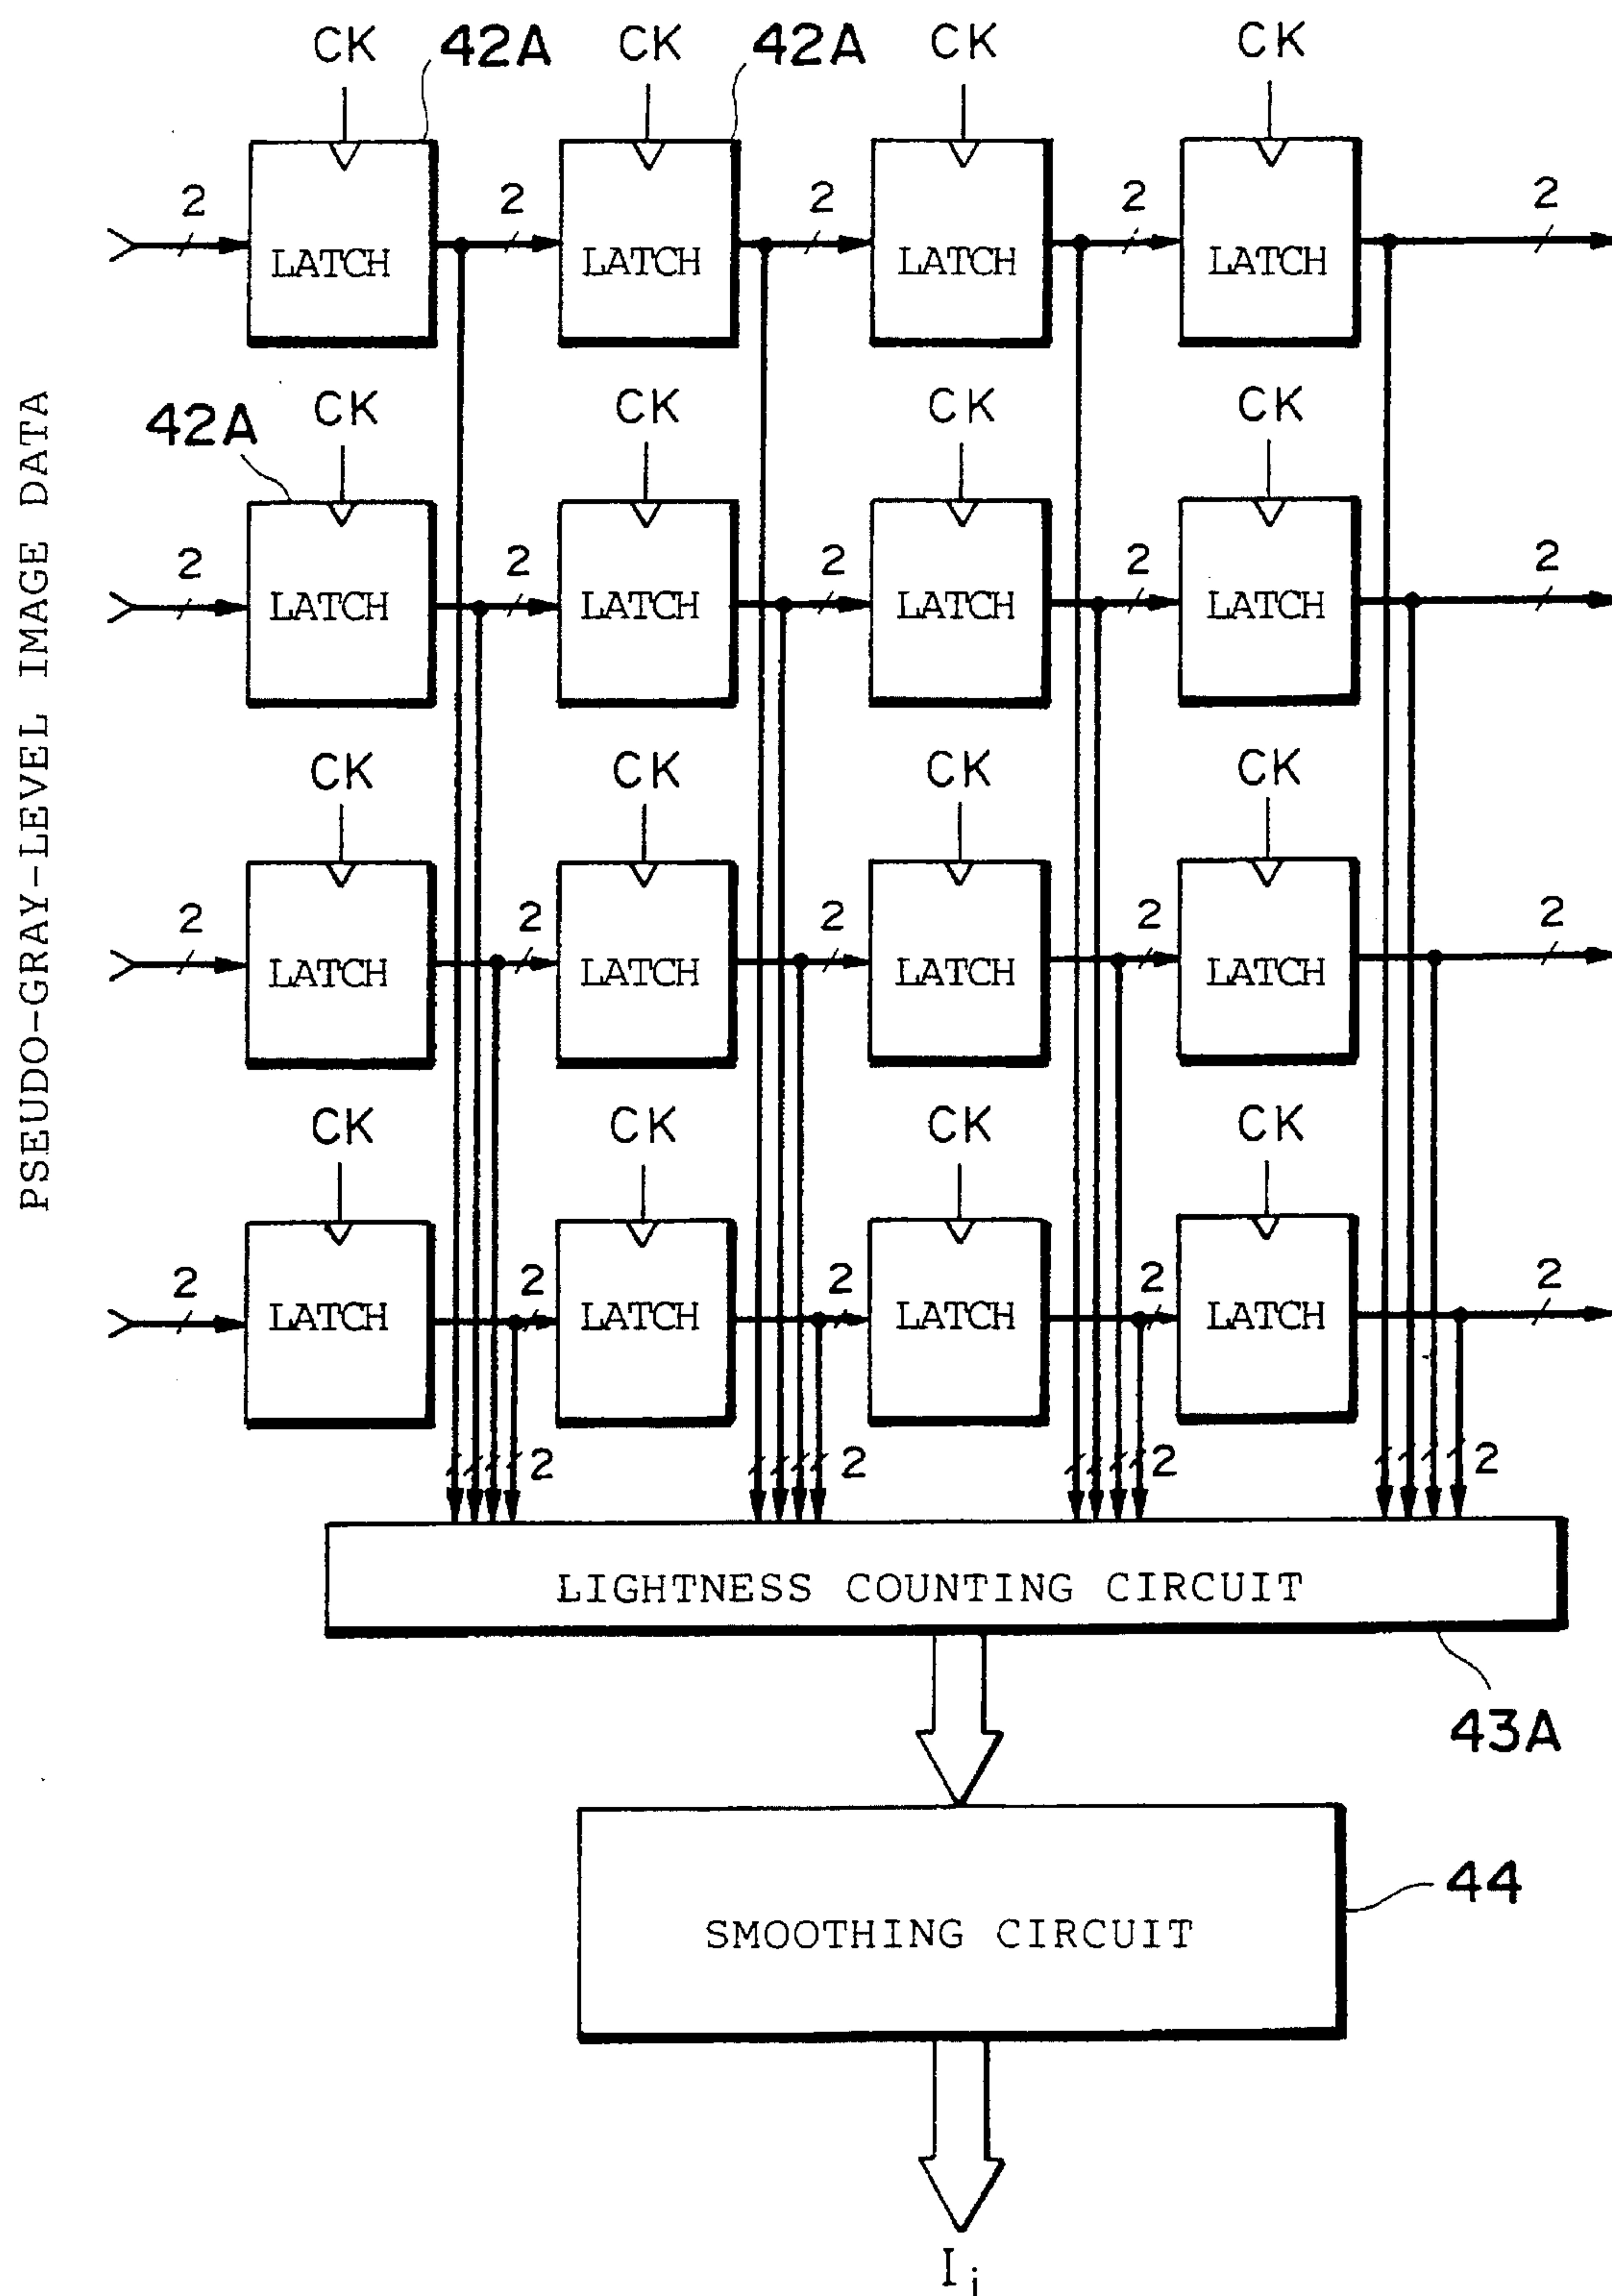 CK 42A CK 42A CK CK
2 2 2 2 2
LATCH LATCH LATCH LATCH
PSEUDO-GRAY-LEVEL IMAGE DATA
42A CK CK CK CK
2 2 2 2 2
LATCH LATCH LATCH LATCH
CK CK CK CK
2 2 2 2 2
LATCH LATCH LATCH LATCH
CK CK CK CK
2 2 2 2 2
LATCH LATCH LATCH LATCH
2 2 2 2
LIGHTNESS COUNTING CIRCUIT
43A
44
SMOOTHING CIRCUIT
Ii